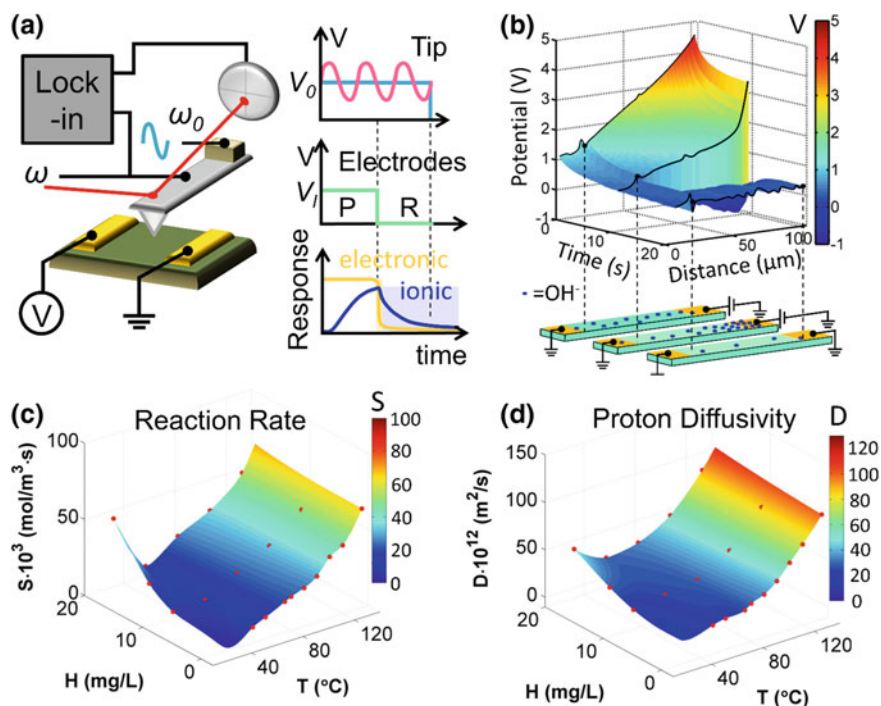 (a)
Lock
-in
ω₀
ω
V
V
Tip
V₀
V
Electrodes
V_I
P
R
Response
electronic
ionic
time
(b)
V
5
4
3
2
1
0
-1
Potential (V)
5
4
3
2
1
0
-1
0
10
20
Time (s)
0
50
100
Distance (µm)
=OH⁻
(c)
Reaction Rate
S
100
80
60
40
20
0
S·10³ (mol/m³·s)
100
50
0
20
10
0
H (mg/L)
40
80
120
T (°C)
(d)
Proton Diffusivity
D
120
100
80
60
40
20
0
D·10¹² (m²/s)
150
100
50
0
20
10
0
H (mg/L)
40
80
120
T (°C)